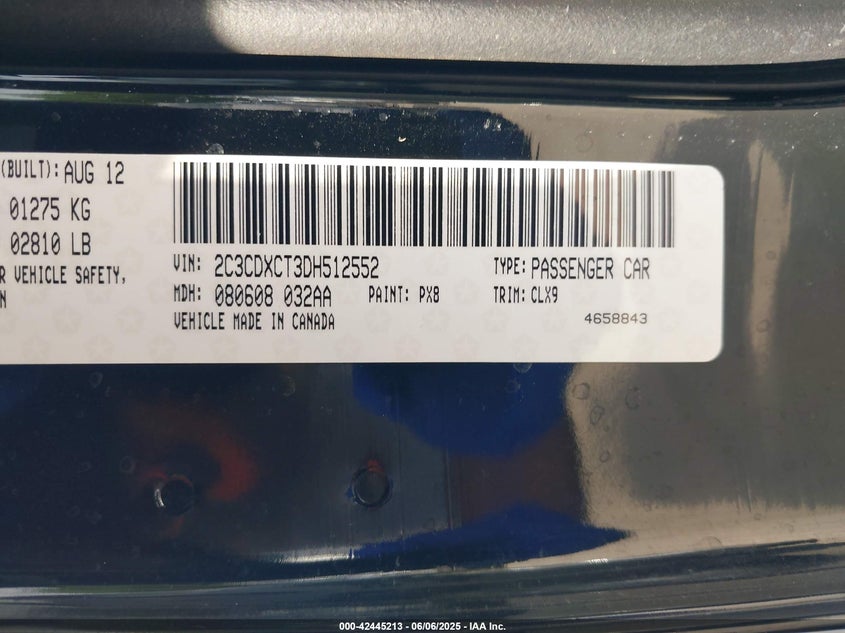 (BUILT): AUG 12
01275 KG
02810 LB
R VEHICLE SAFETY,
N
VIN: 2C3CDXCT3DH512552 TYPE: PASSENGER CAR
MDH: 080608 032AA PAINT: PX8 TRIM: CLX9
VEHICLE MADE IN CANADA 4658843
000-42445213 - 06/06/2025 - IAA Inc.